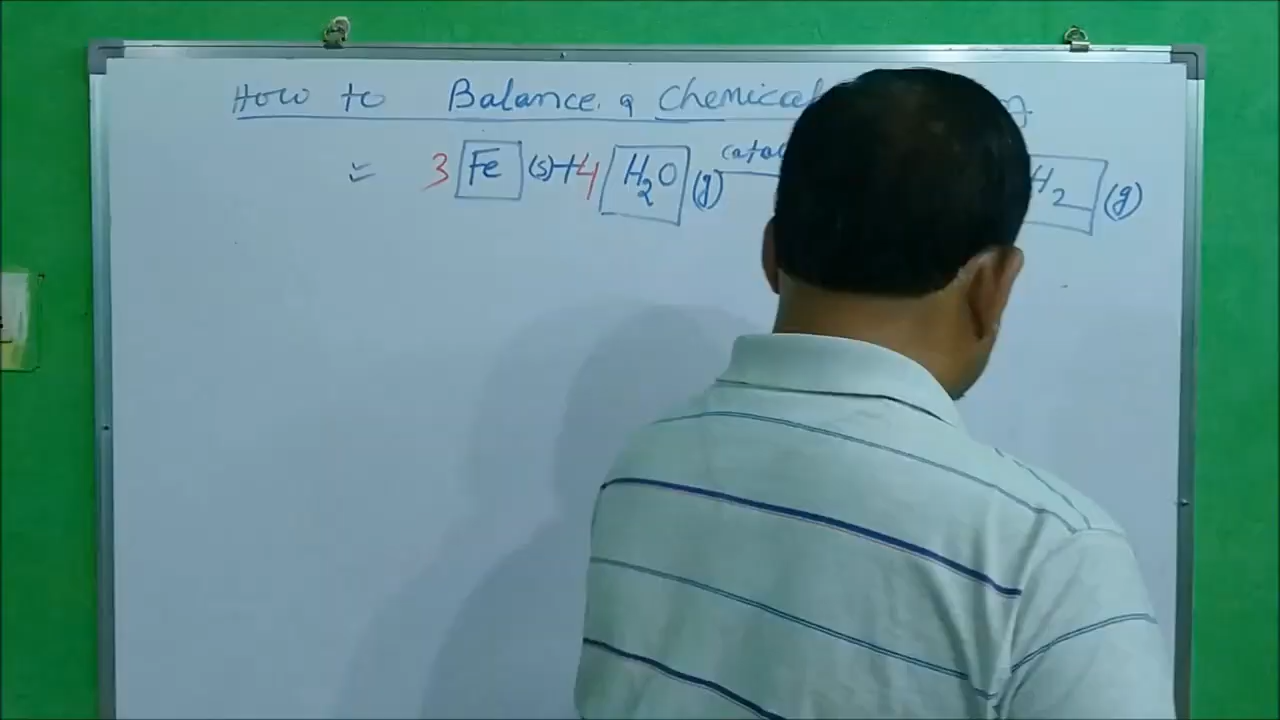 How to Balance a Chemical
3 Fe (s) + 4 H₂O (g) H₂ (g)